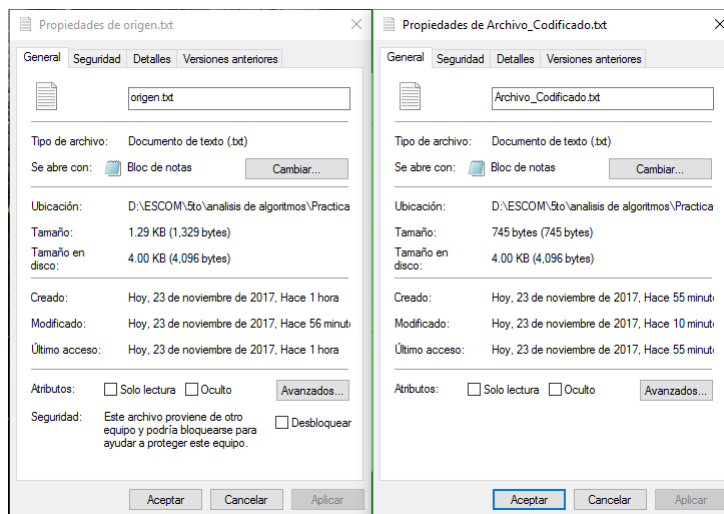 Propiedades de origen.txt
General Seguridad Detalles Versiones anteriores
origen.txt
Tipo de archivo: Documento de texto (.txt)
Se abre con: Bloc de notas Cambiar...
Ubicación: D:\ESCOM\5to\analisis de algoritmos\Practica
Tamaño: 1.29 KB (1,329 bytes)
Tamaño en
disco: 4.00 KB (4,096 bytes)
Creado: Hoy, 23 de noviembre de 2017, Hace 1 hora
Modificado: Hoy, 23 de noviembre de 2017, Hace 56 minut
Último acceso: Hoy, 23 de noviembre de 2017, Hace 1 hora
Atributos: Solo lectura Oculto Avanzados...
Seguridad: Este archivo proviene de otro
equipo y podría bloquearse para
ayudar a proteger este equipo.
Desbloquear
Aceptar Cancelar Aplicar
Propiedades de Archivo_Codificado.txt
General Seguridad Detalles Versiones anteriores
Archivo_Codificado.txt
Tipo de archivo: Documento de texto (.txt)
Se abre con: Bloc de notas Cambiar...
Ubicación: D:\ESCOM\5to\analisis de algoritmos\Practica
Tamaño: 745 bytes (745 bytes)
Tamaño en
disco: 4.00 KB (4,096 bytes)
Creado: Hoy, 23 de noviembre de 2017, Hace 55 minut
Modificado: Hoy, 23 de noviembre de 2017, Hace 10 minut
Último acceso: Hoy, 23 de noviembre de 2017, Hace 55 minut
Atributos: Solo lectura Oculto Avanzados...
Aceptar Cancelar Aplicar